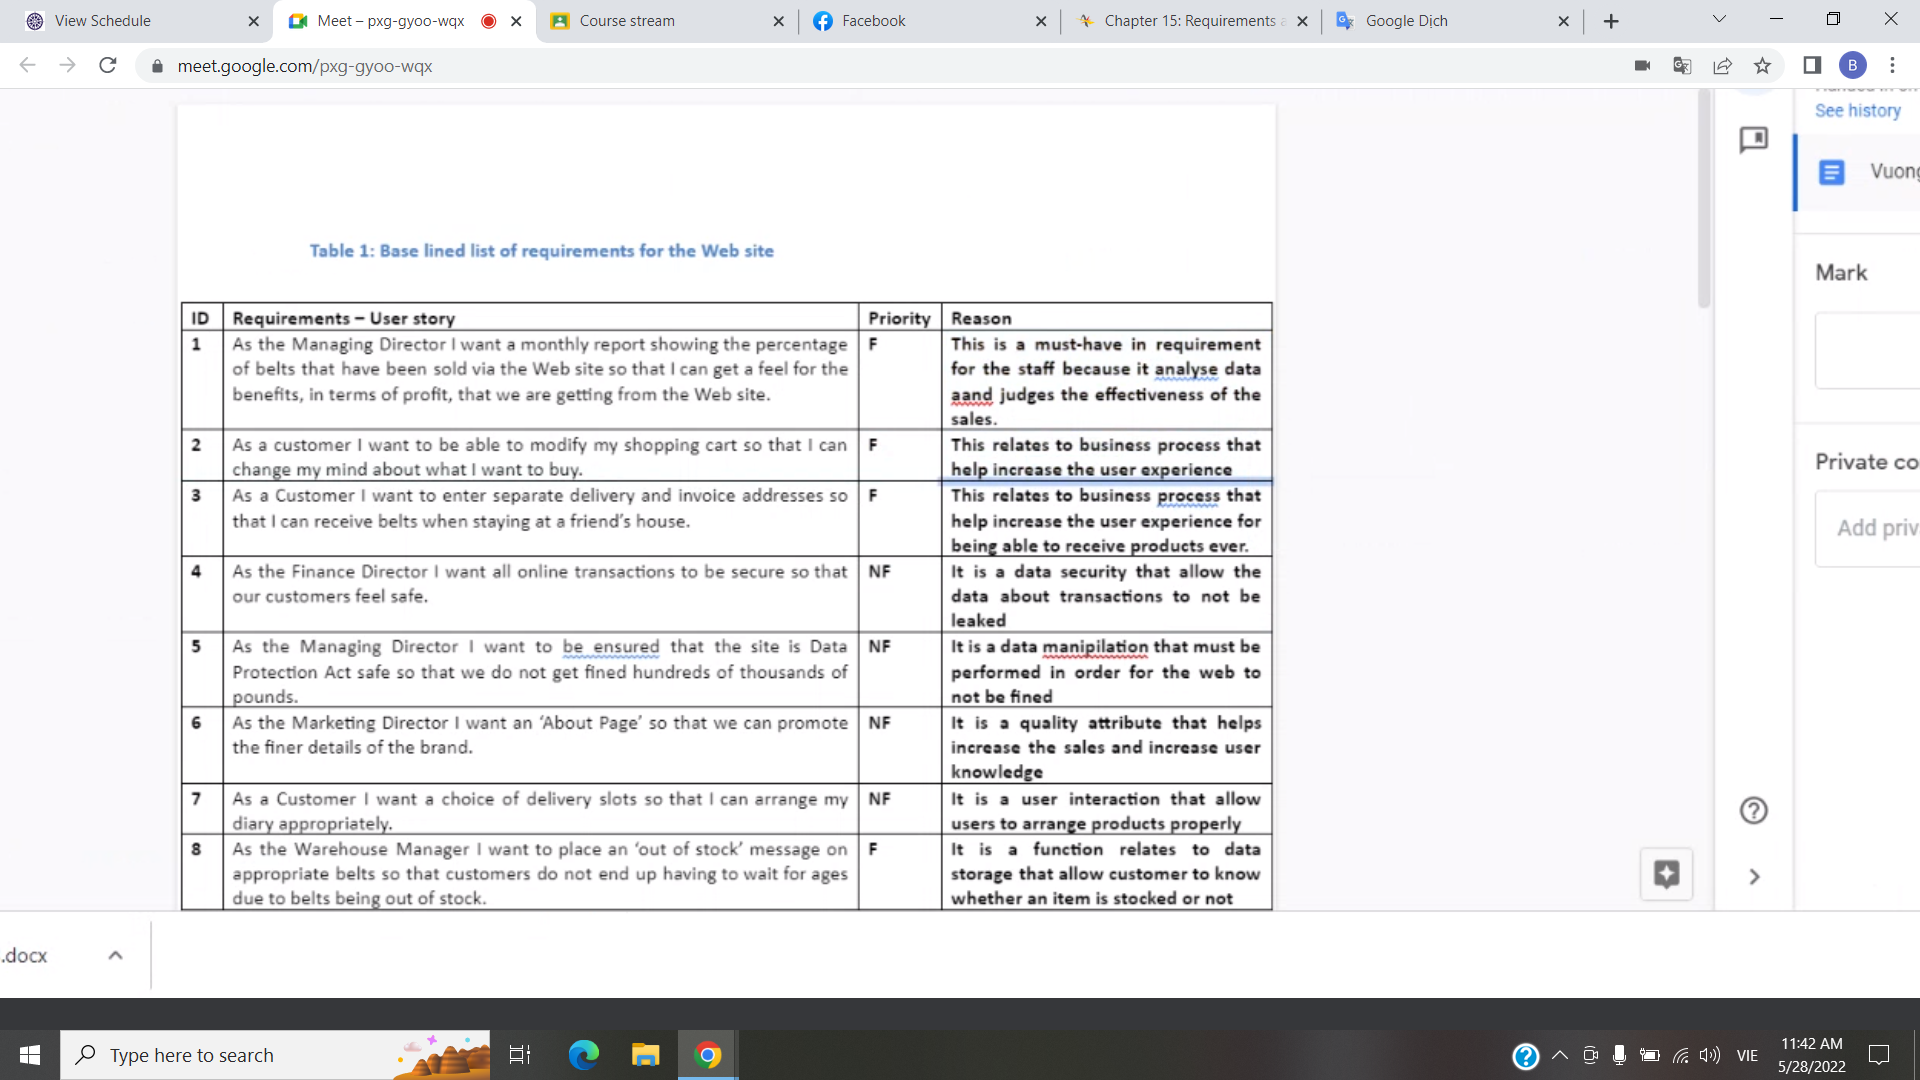 View Schedule
Meet – pxg-gyoo-wqx
Course stream
Facebook
Chapter 15: Requirements a
Google Dịch
meet.google.com/pxg-gyoo-wqx
B
See history
Vuong
Mark
Private co
Add priv
Table 1: Base lined list of requirements for the Web site
ID Requirements – User story Priority Reason
1 As the Managing Director I want a monthly report showing the percentage F This is a must-have in requirement
of belts that have been sold via the Web site so that I can get a feel for the for the staff because it analyse data
benefits, in terms of profit, that we are getting from the Web site. aand judges the effectiveness of the
sales.
2 As a customer I want to be able to modify my shopping cart so that I can F This relates to business process that
change my mind about what I want to buy. help increase the user experience
3 As a Customer I want to enter separate delivery and invoice addresses so F This relates to business process that
that I can receive belts when staying at a friend's house. help increase the user experience for
being able to receive products ever.
4 As the Finance Director I want all online transactions to be secure so that NF It is a data security that allow the
our customers feel safe. data about transactions to not be
leaked
5 As the Managing Director I want to be ensured that the site is Data NF It is a data manipilation that must be
Protection Act safe so that we do not get fined hundreds of thousands of performed in order for the web to
pounds. not be fined
6 As the Marketing Director I want an ‘About Page’ so that we can promote NF It is a quality attribute that helps
the finer details of the brand. increase the sales and increase user
knowledge
7 As a Customer I want a choice of delivery slots so that I can arrange my NF It is a user interaction that allow
diary appropriately. users to arrange products properly
8 As the Warehouse Manager I want to place an ‘out of stock’ message on F It is a function relates to data
appropriate belts so that customers do not end up having to wait for ages storage that allow customer to know
due to belts being out of stock. whether an item is stocked or not
.docx
Type here to search
VIE
11:42 AM
5/28/2022